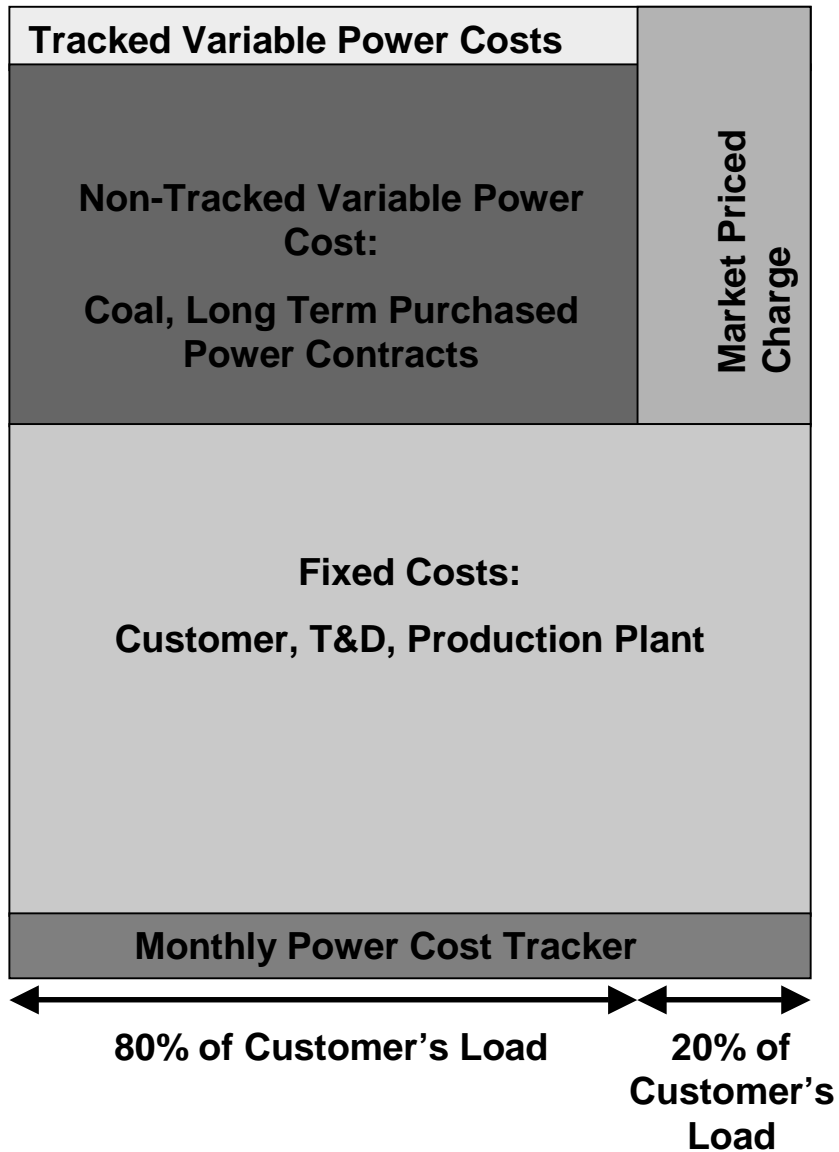 Tracked Variable Power Costs
Non-Tracked Variable Power
Cost:
Coal, Long Term Purchased
Power Contracts
Market Priced
Charge
Fixed Costs:
Customer, T&D, Production Plant
Monthly Power Cost Tracker
80% of Customer’s Load
20% of
Customer’s
Load